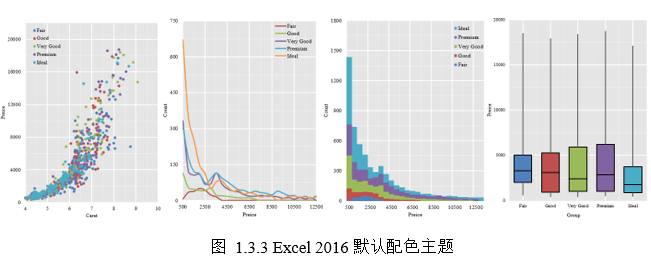 20000
16000
12000
8000
4000
0
Preice
4 5 6 7 8 9 10
Carat
Fair
Good
Very Good
Premium
Ideal
750
600
450
300
150
0
Count
500 2500 4500 6500 8500 10500 12500
Preice
Fair
Good
Very Good
Premium
Ideal
1800
1500
1200
900
600
300
0
Count
500 2500 4500 6500 8500 10500 12500
Preice
Ideal
Premium
Very Good
Good
Fair
20000
15000
10000
5000
0
Preice
Fair Good Very Good Premium Ideal
Group
图 1.3.3 Excel 2016 默认配色主题